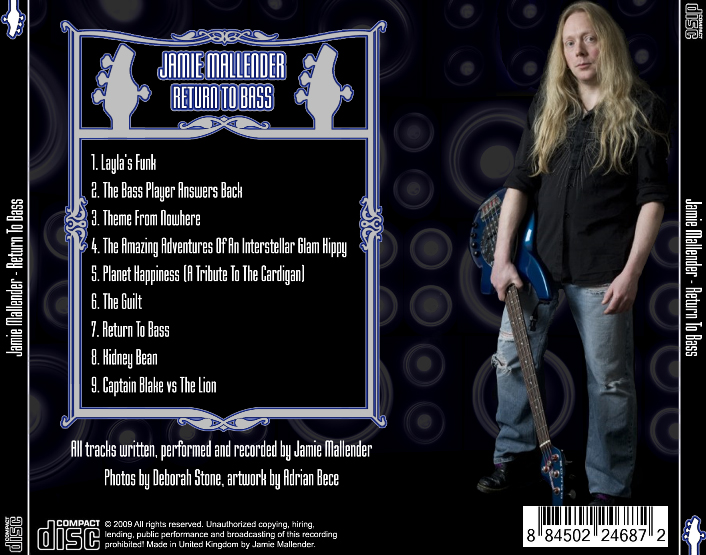 JAMIE MALLENDER
RETURN TO BASS
1. Layla's Funk
2. The Bass Player Answers Back
3. Theme From Nowhere
4. The Amazing Adventures Of An Interstellar Glam Hippy
5. Planet Happiness (A Tribute To The Cardigan)
6. The Guilt
7. Return To Bass
8. Kidney Bean
9. Captain Blake vs The Lion
All tracks written, performed and recorded by Jamie Mallender
Photos by Deborah Stone, artwork by Adrian Bece
COMPACT
disc
© 2009 All rights reserved. Unauthorized copying, hiring,
lending, public performance and broadcasting of this recording
prohibited! Made in United Kingdom by Jamie Mallender.
8 84502 24687 2
Jamie Mallender - Return To Bass
COMPACT
disc
Jamie Mallender - Return To Bass
COMPACT
disc